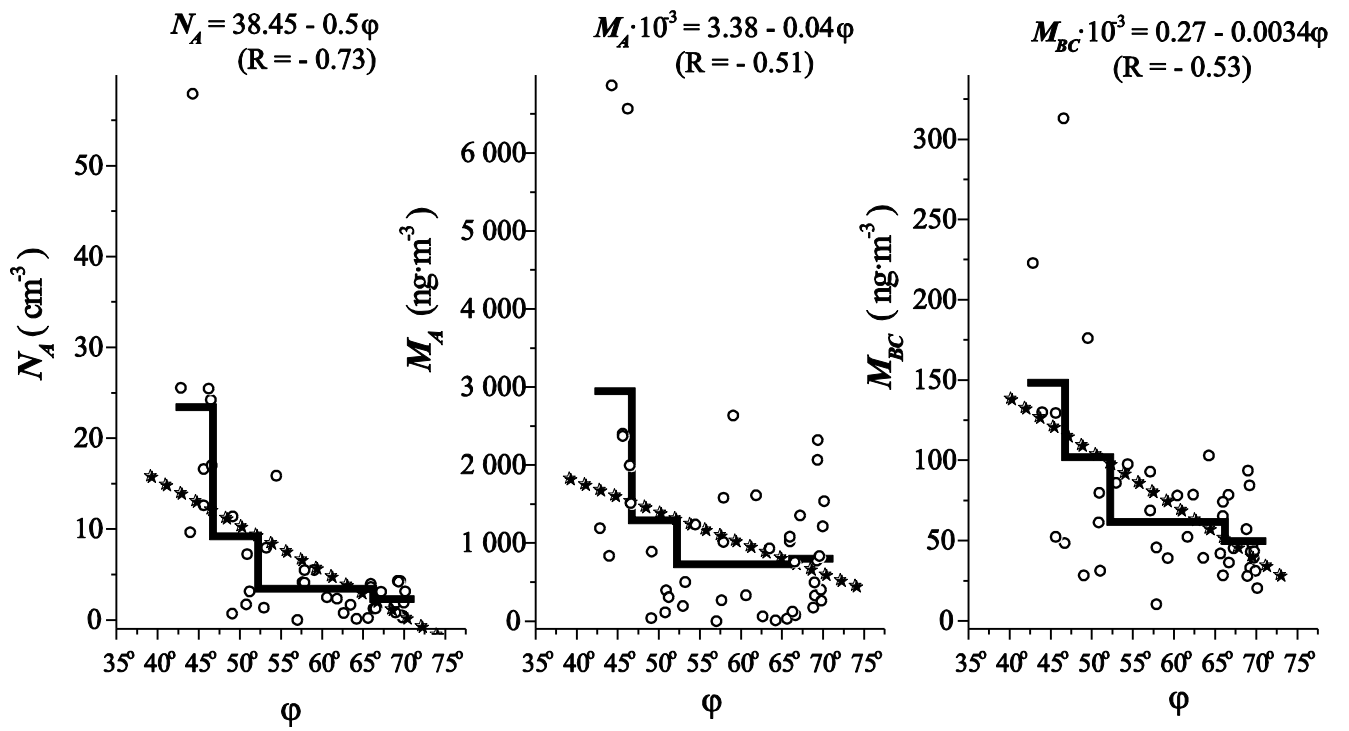 N_A = 38.45 - 0.5φ
(R = - 0.73)
50
40
30
20
10
0
N_A ( cm⁻³ )
35° 40° 45° 50° 55° 60° 65° 70° 75°
φ
M_A·10⁻³ = 3.38 - 0.04φ
(R = - 0.51)
6 000
5 000
4 000
3 000
2 000
1 000
0
M_A (ng·m⁻³ )
35° 40° 45° 50° 55° 60° 65° 70° 75°
φ
M_BC·10⁻³ = 0.27 - 0.0034φ
(R = - 0.53)
300
250
200
150
100
50
0
M_BC ( ng·m⁻³ )
35° 40° 45° 50° 55° 60° 65° 70° 75°
φ